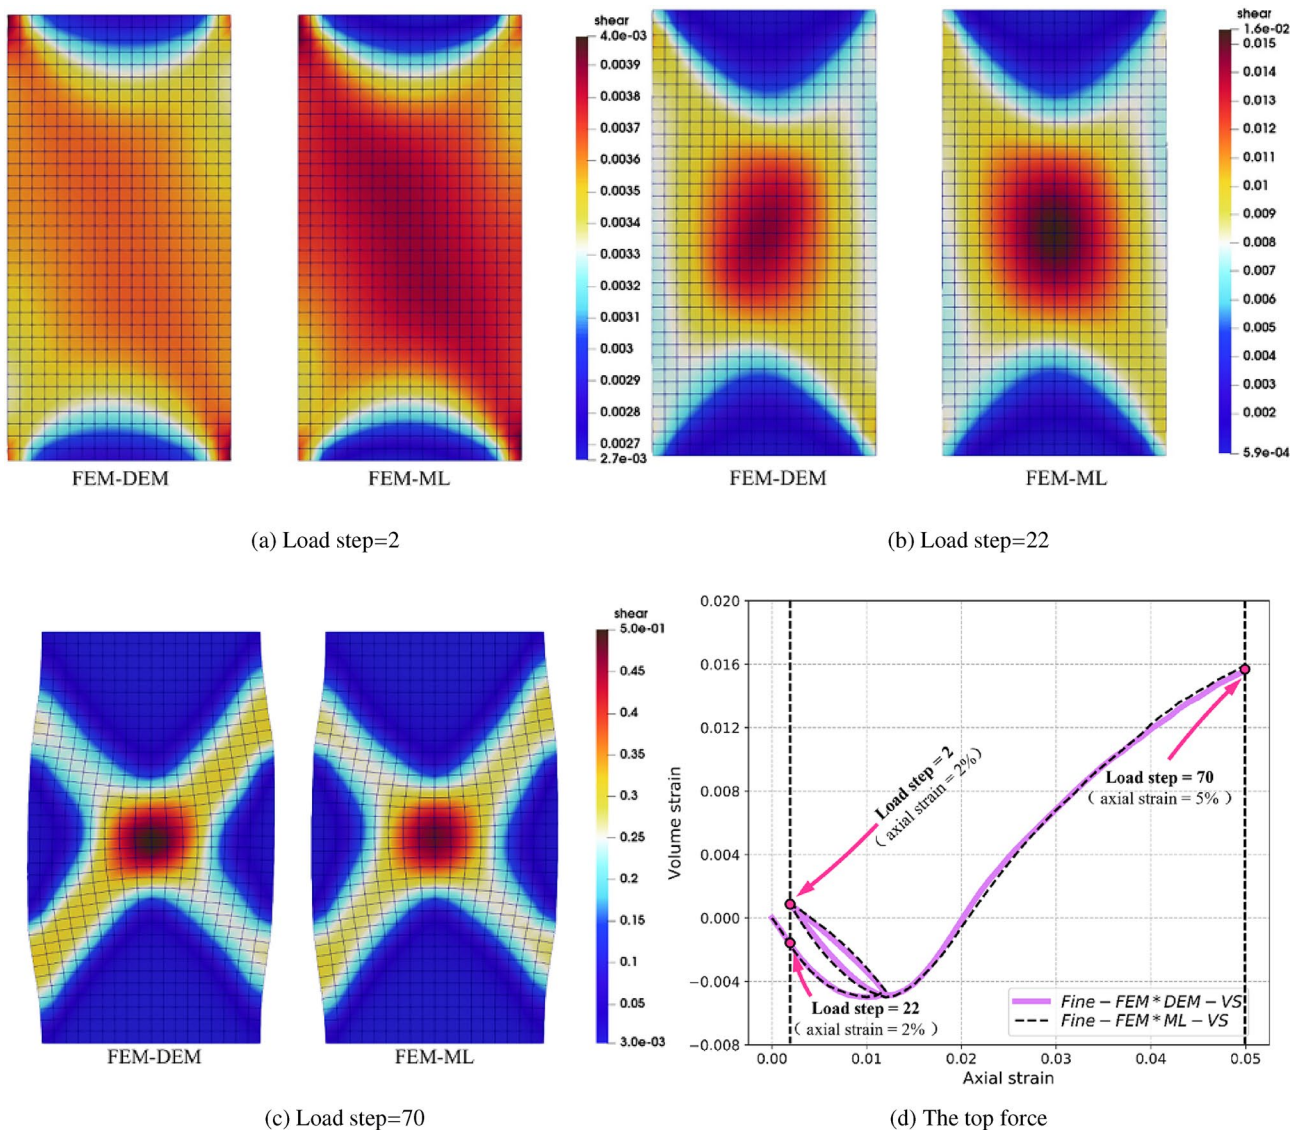 shear
4.0e-03
0.0039
0.0038
0.0037
0.0036
0.0034
0.0033
0.0032
0.0031
0.003
0.0029
0.0028
0.0027
2.7e-03
FEM-DEM
FEM-ML
(a) Load step=2
shear
1.6e-02
0.015
0.014
0.013
0.012
0.011
0.01
0.009
0.008
0.007
0.006
0.005
0.004
0.002
5.9e-04
FEM-DEM
FEM-ML
(b) Load step=22
shear
5.0e-01
0.45
0.4
0.35
0.3
0.25
0.2
0.15
0.1
0.05
3.0e-03
FEM-DEM
FEM-ML
(c) Load step=70
0.020
0.016
0.012
0.008
0.004
0.000
−0.004
−0.008
Volume strain
Load step = 2
( axial strain = 2%)
Load step = 70
( axial strain = 5%)
Load step = 22
( axial strain = 2% )
Fine−FEM*DEM−VS
Fine−FEM*ML−VS
0.00 0.01 0.02 0.03 0.04 0.05
Axial strain
(d) The top force